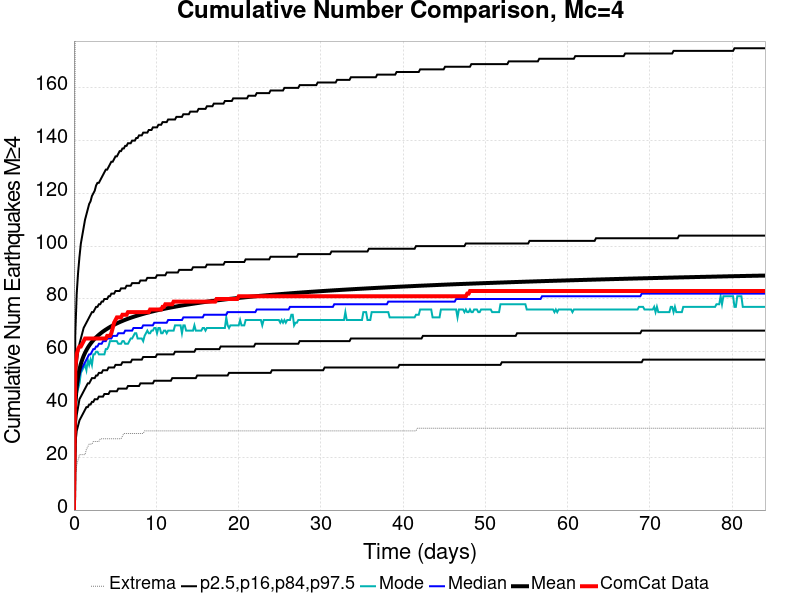 Cumulative Number Comparison, Mc=4
Cumulative Num Earthquakes M≥4
160
140
120
100
80
60
40
20
0
0 10 20 30 40 50 60 70 80
Time (days)
Extrema p2.5,p16,p84,p97.5 Mode Median Mean ComCat Data